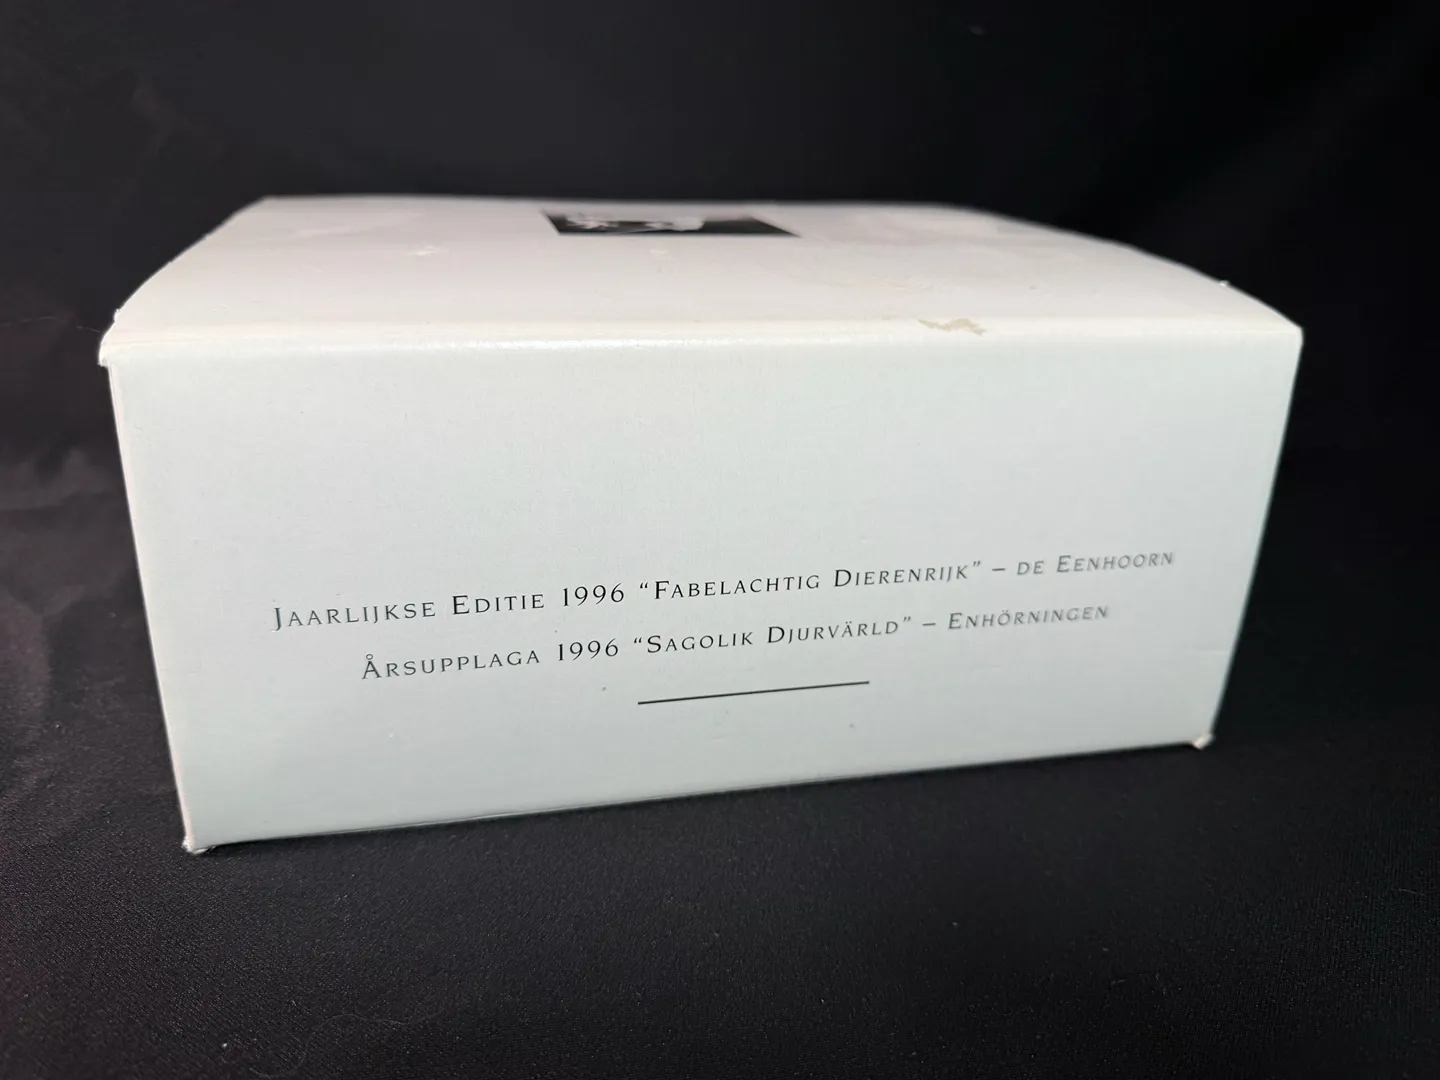 Jaarlijkse Editie 1996 “Fabelachtig Dierenrijk” – de Eenhoorn
Årsupplaga 1996 “Sagolik Djurvärld” – Enhörningen